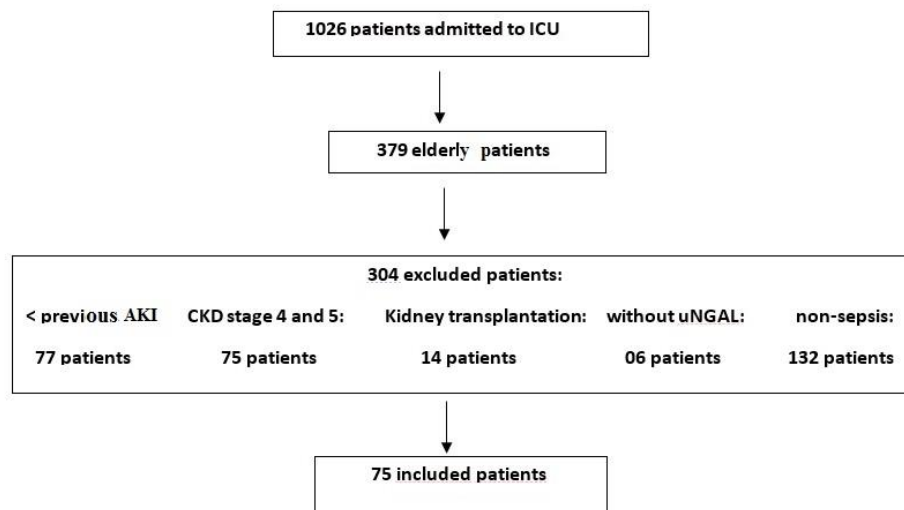 1026 patients admitted to ICU
379 elderly patients
304 excluded patients:
< previous AKI CKD stage 4 and 5: Kidney transplantation: without uNGAL: non-sepsis:
77 patients 75 patients 14 patients 06 patients 132 patients
75 included patients